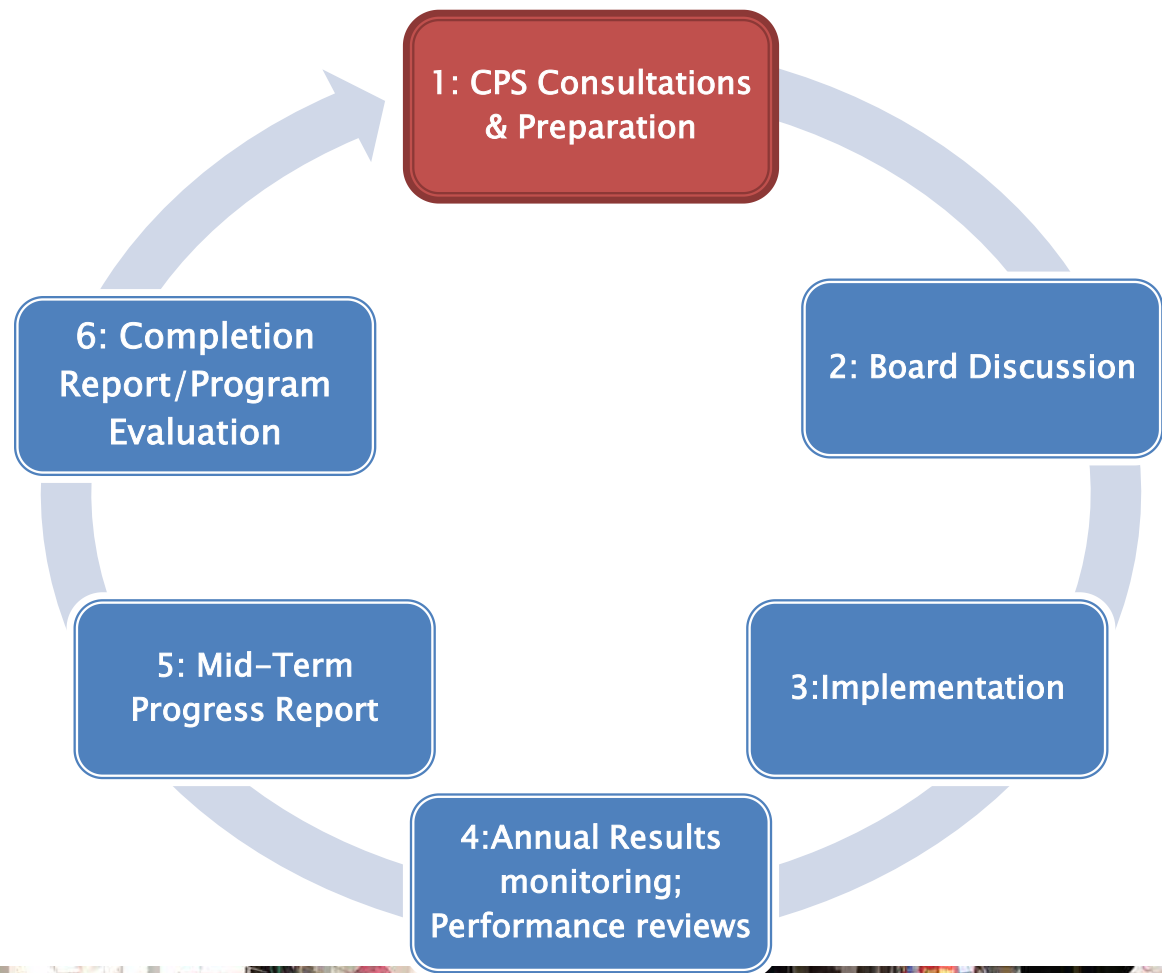 1: CPS Consultations
& Preparation
2: Board Discussion
3:Implementation
4:Annual Results
monitoring;
Performance reviews
5: Mid-Term
Progress Report
6: Completion
Report/Program
Evaluation